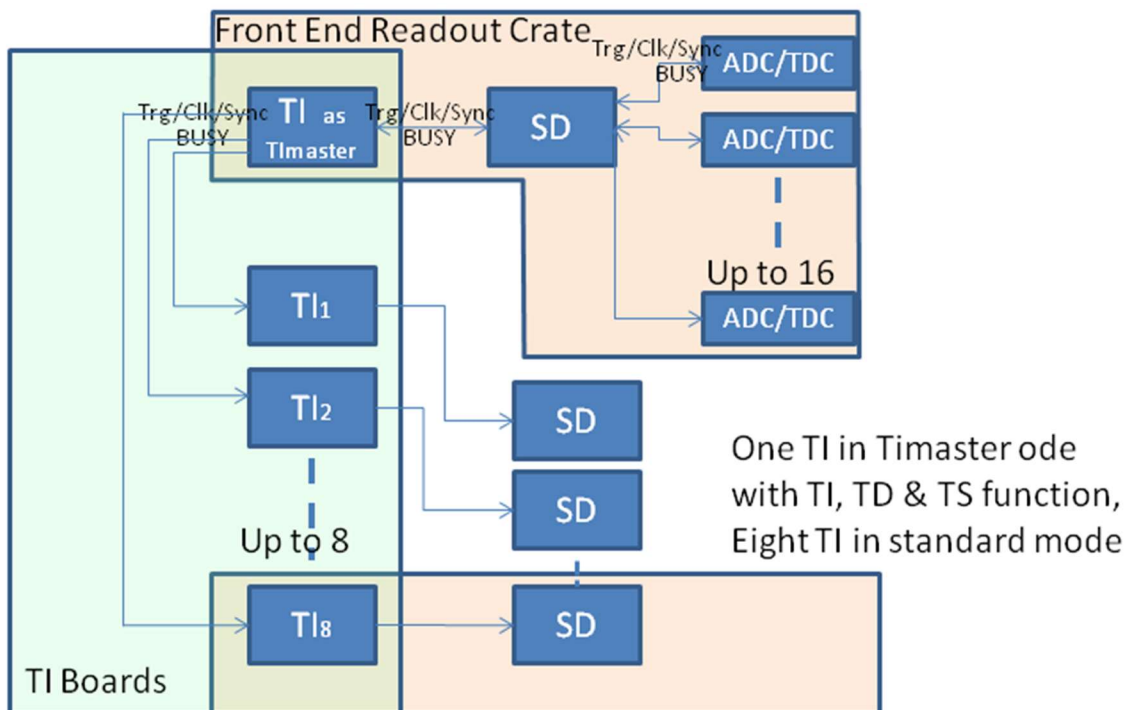 Front End Readout Crate
Trg/Clk/Sync
BUSY
ADC/TDC
Trg/Clk/Sync
BUSY
TI as
TImaster
Trg/Clk/Sync
BUSY
SD
ADC/TDC
Up to 16
ADC/TDC
TI1
TI2
SD
SD
One TI in Timaster ode
with TI, TD & TS function,
Eight TI in standard mode
Up to 8
TI8
SD
TI Boards